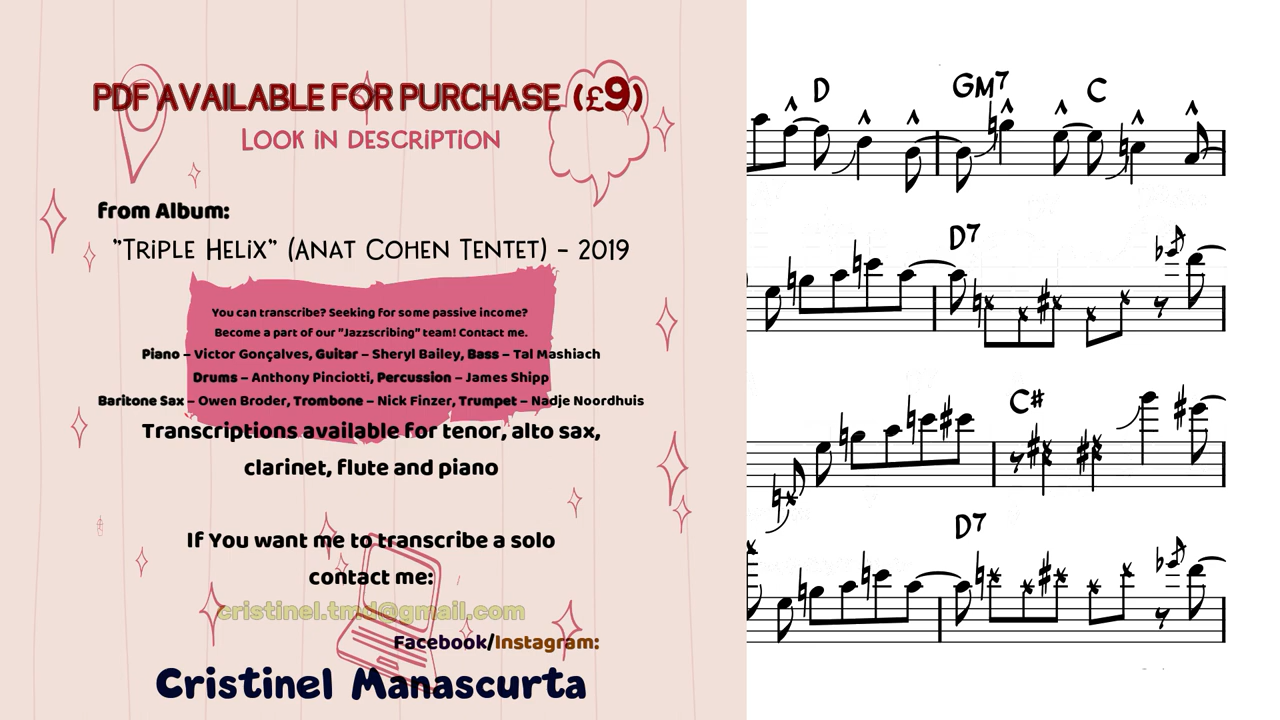 PDF AVAILABLE FOR PURCHASE (£9)
LOOK IN DESCRIPTION
from Album:
"TRIPLE HELIX" (ANAT COHEN TENTET) - 2019
You can transcribe? Seeking for some passive income?
Become a part of our "Jazzscribing" team! Contact me.
Piano – Victor Gonçalves, Guitar – Sheryl Bailey, Bass – Tal Mashiach
Drums – Anthony Pinciotti, Percussion – James Shipp
Baritone Sax – Owen Broder, Trombone – Nick Finzer, Trumpet – Nadje Noordhuis
Transcriptions available for tenor, alto sax,
clarinet, flute and piano
If You want me to transcribe a solo
contact me:
cristinel.tmd@gmail.com
Facebook/Instagram:
Cristinel Manascurta
D GM7 C
D7
C#
D7